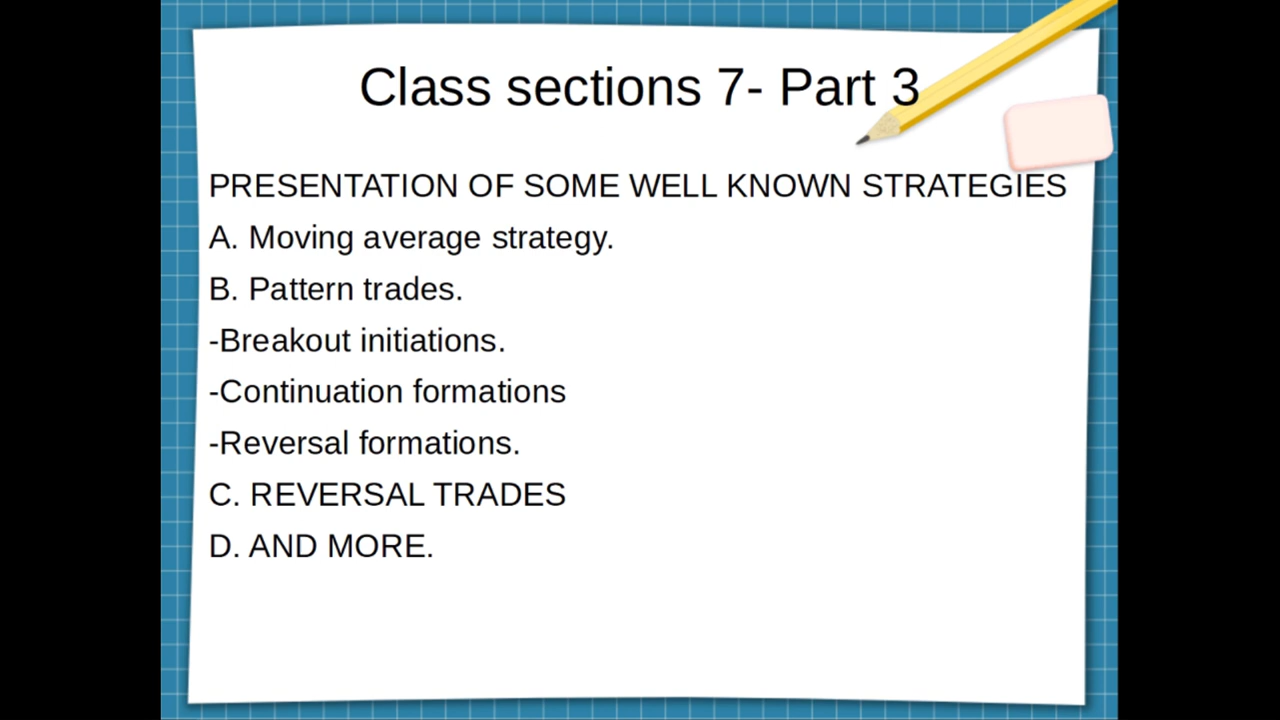 Class sections 7- Part 3
PRESENTATION OF SOME WELL KNOWN STRATEGIES
A. Moving average strategy.
B. Pattern trades.
-Breakout initiations.
-Continuation formations
-Reversal formations.
C. REVERSAL TRADES
D. AND MORE.